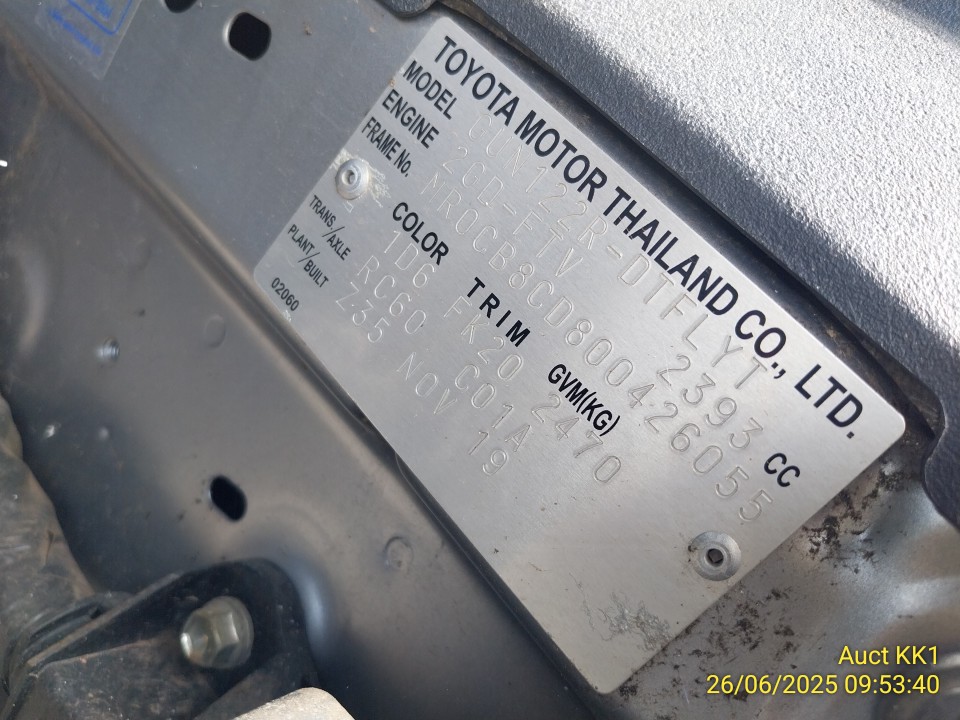 TOYOTA MOTOR THAILAND CO., LTD.
MODEL GUN122R-DTFLYT
ENGINE 2GD-FTV 2393 CC
FRAME No. MR0CB8CD800426055
COLOR TRIM GVM(KG)
1D6 FK20 2470
TRANS/AXLE RC60 C01A
PLANT/BUILT Z35 NOV 19
02060
Auct KK1
26/06/2025 09:53:40